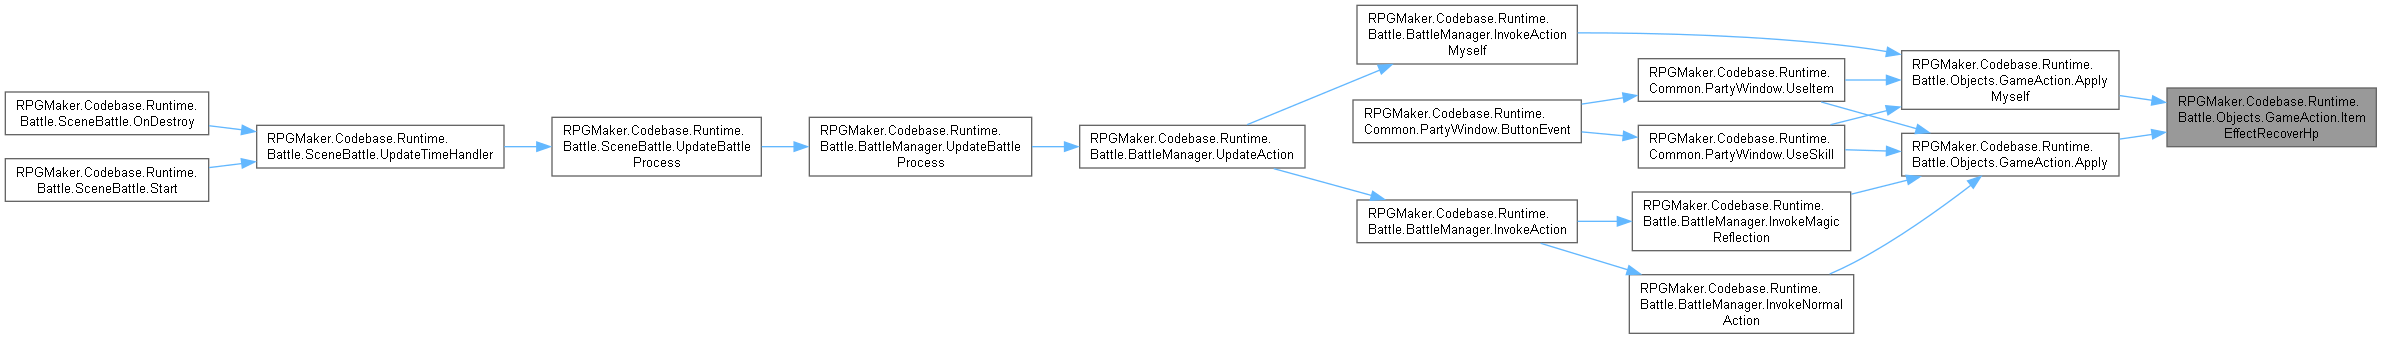 RPGMaker.Codebase.Runtime.
Battle.SceneBattle.OnDestroy
RPGMaker.Codebase.Runtime.
Battle.SceneBattle.Start
RPGMaker.Codebase.Runtime.
Battle.SceneBattle.UpdateTimeHandler
RPGMaker.Codebase.Runtime.
Battle.SceneBattle.UpdateBattle
Process
RPGMaker.Codebase.Runtime.
Battle.BattleManager.UpdateBattle
Process
RPGMaker.Codebase.Runtime.
Battle.BattleManager.UpdateAction
RPGMaker.Codebase.Runtime.
Battle.BattleManager.InvokeAction
Myself
RPGMaker.Codebase.Runtime.
Common.PartyWindow.ButtonEvent
RPGMaker.Codebase.Runtime.
Battle.BattleManager.InvokeAction
RPGMaker.Codebase.Runtime.
Common.PartyWindow.UseItem
RPGMaker.Codebase.Runtime.
Common.PartyWindow.UseSkill
RPGMaker.Codebase.Runtime.
Battle.BattleManager.InvokeMagic
Reflection
RPGMaker.Codebase.Runtime.
Battle.BattleManager.InvokeNormal
Action
RPGMaker.Codebase.Runtime.
Battle.Objects.GameAction.Apply
Myself
RPGMaker.Codebase.Runtime.
Battle.Objects.GameAction.Apply
RPGMaker.Codebase.Runtime.
Battle.Objects.GameAction.Item
EffectRecoverHp